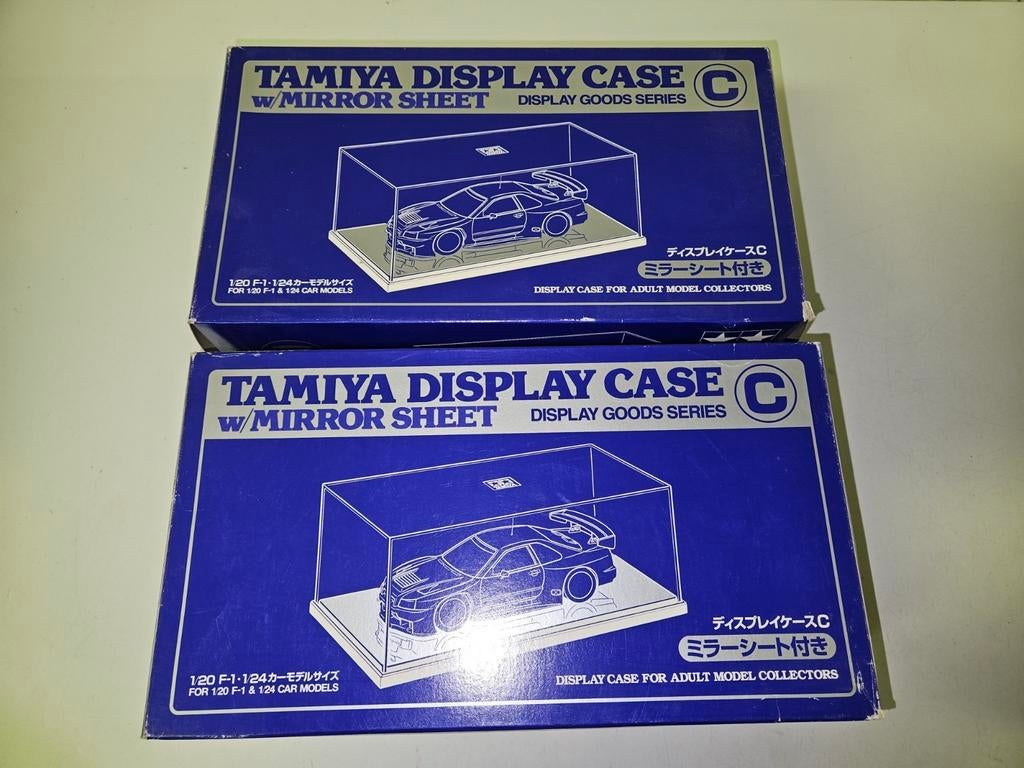 TAMIYA DISPLAY CASE C
w/MIRROR SHEET DISPLAY GOODS SERIES
ディスプレイケースC
ミラーシート付き
1/20 F-1・1/24カーモデルサイズ
FOR 1/20 F-1 & 1/24 CAR MODELS
DISPLAY CASE FOR ADULT MODEL COLLECTORS
TAMIYA DISPLAY CASE C
w/MIRROR SHEET DISPLAY GOODS SERIES
ディスプレイケースC
ミラーシート付き
1/20 F-1・1/24カーモデルサイズ
FOR 1/20 F-1 & 1/24 CAR MODELS
DISPLAY CASE FOR ADULT MODEL COLLECTORS